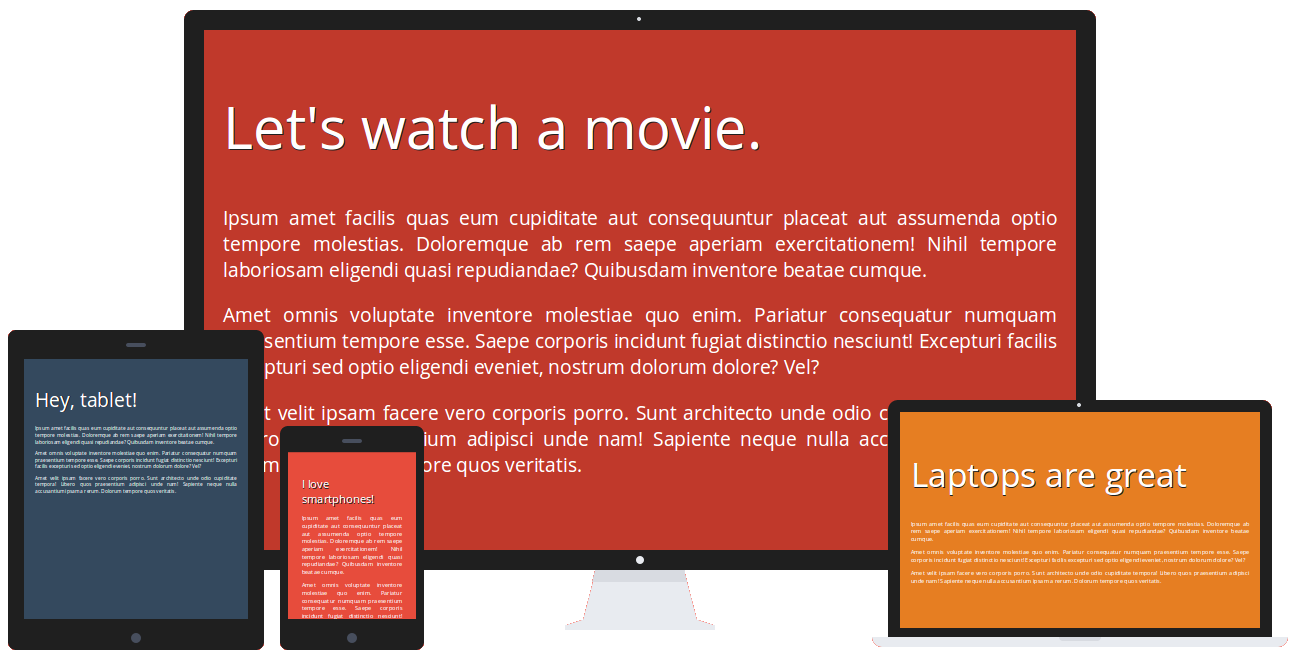 Let's watch a movie.
Ipsum amet facilis quas eum cupiditate aut consequuntur placeat aut assumenda optio
tempore molestias. Doloremque ab rem saepe aperiam exercitationem! Nihil tempore
laboriosam eligendi quasi repudiandae? Quibusdam inventore beatae cumque.
Amet omnis voluptate inventore molestiae quo enim. Pariatur consequatur numquam
sentium tempore esse. Saepe corporis incidunt fugiat distinctio nesciunt! Excepturi facilis
pturi sed optio eligendi eveniet, nostrum dolorum dolore? Vel?
velit ipsam facere vero corporis porro. Sunt architecto unde odio
adipisci unde nam! Sapiente neque nulla
quos veritatis.
Hey, tablet!
Ipsum amet facilis quas eum cupiditate aut consequuntur placeat aut assumenda optio
tempore molestias. Doloremque ab rem saepe aperiam exercitationem! Nihil tempore
laboriosam eligendi quasi repudiandae? Quibusdam inventore beatae cumque.
Amet omnis voluptate inventore molestiae quo enim. Pariatur consequatur numquam
praesentium tempore esse. Saepe corporis incidunt fugiat distinctio nesciunt! Excepturi
facilis excepturi sed optio eligendi eveniet, nostrum dolorum dolore? Vel?
Amet velit ipsam facere vero corporis porro. Sunt architecto unde odio cupiditate
tempora! Libero quos praesentium adipisci unde nam! Sapiente neque nulla
accusantium ipsam a rerum. Dolorum tempore quos veritatis.
I love
smartphones!
Ipsum amet facilis quas eum
cupiditate aut consequuntur placeat
aut assumenda optio tempore
molestias. Doloremque ab rem saepe
aperiam exercitationem! Nihil
tempore laboriosam eligendi quasi
repudiandae? Quibusdam inventore
beatae cumque.
Amet omnis voluptate inventore
molestiae quo enim. Pariatur
consequatur numquam praesentium
tempore esse. Saepe corporis
incidunt fugiat distinctio nesciunt!
Laptops are great
Ipsum amet facilis quas eum cupiditate aut consequuntur placeat aut assumenda optio tempore molestias. Doloremque ab
rem saepe aperiam exercitationem! Nihil tempore laboriosam eligendi quasi repudiandae? Quibusdam inventore beatae
cumque.
Amet omnis voluptate inventore molestiae quo enim. Pariatur consequatur numquam praesentium tempore esse. Saepe
corporis incidunt fugiat distinctio nesciunt! Excepturi facilis excepturi sed optio eligendi eveniet, nostrum dolorum dolore? Vel?
Amet velit ipsam facere vero corporis porro. Sunt architecto unde odio cupiditate tempora! Libero quos praesentium adipisci
unde nam! Sapiente neque nulla accusantium ipsam a rerum. Dolorum tempore quos veritatis.